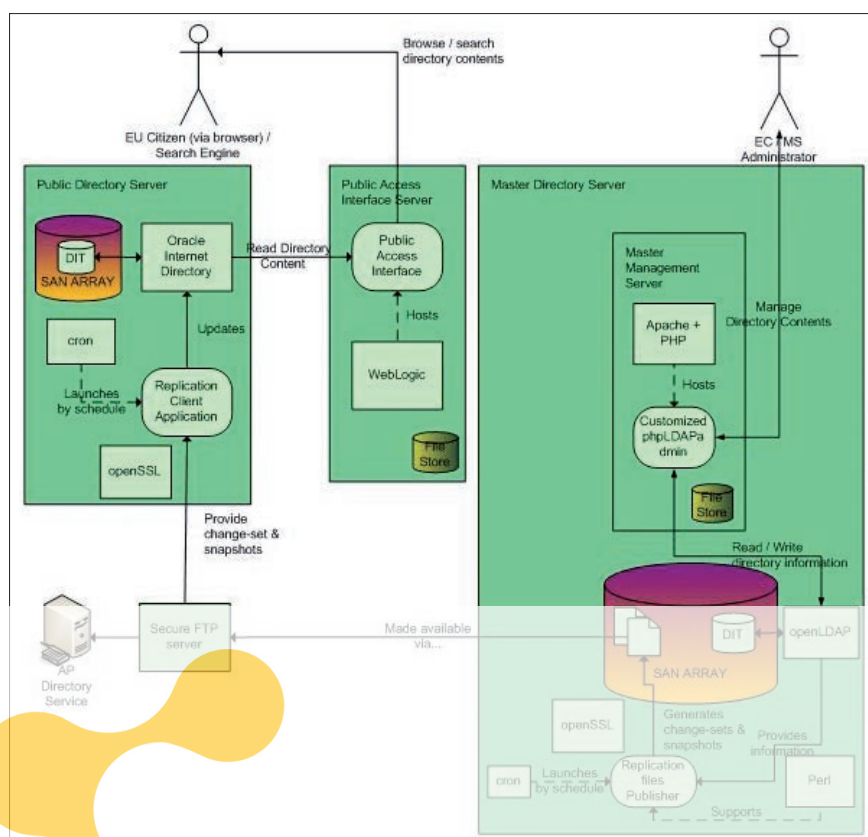 Browse / search
directory contents
EU Citizen (via browser) /
Search Engine
EC / MS
Administrator
Public Directory Server
Public Access
Interface Server
Master Directory Server
DIT
SAN ARRAY
Oracle
Internet
Directory
Read Directory
Content
Public
Access
Interface
Master
Management
Server
Manage
Directory Contents
Updates
Hosts
Apache +
PHP
cron
WebLogic
Launches
by schedule
Replication
Client
Application
Hosts
Customized
phpLDAPa
dmin
openSSL
File
Store
File
Store
Provide
change-set &
snapshots
Read / Write
directory information
Secure FTP
server
Made available
via...
DIT
openLDAP
AP
Directory
Service
SAN ARRAY
openSSL
Generates
change-sets &
snapshots
Provides
information
cron
Launches
by schedule
Replication
files
Publisher
Perl
Supports